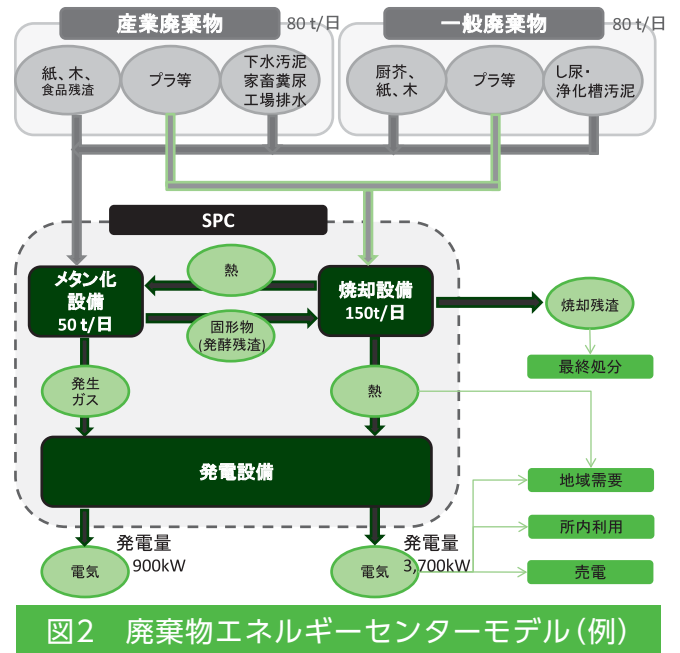 産業廃棄物
80 t/日
一般廃棄物
80 t/日
紙、木、
食品残渣
プラ等
下水汚泥
家畜糞尿
工場排水
厨芥、
紙、木
プラ等
し尿・
浄化槽汚泥
SPC
メタン化
設備
50 t/日
熱
焼却設備
150t/日
固形物
(発酵残渣)
焼却残渣
最終処分
発生
ガス
熱
発電設備
地域需要
所内利用
売電
発電量
900kW
電気
発電量
3,700kW
電気
図2 廃棄物エネルギーセンターモデル(例)